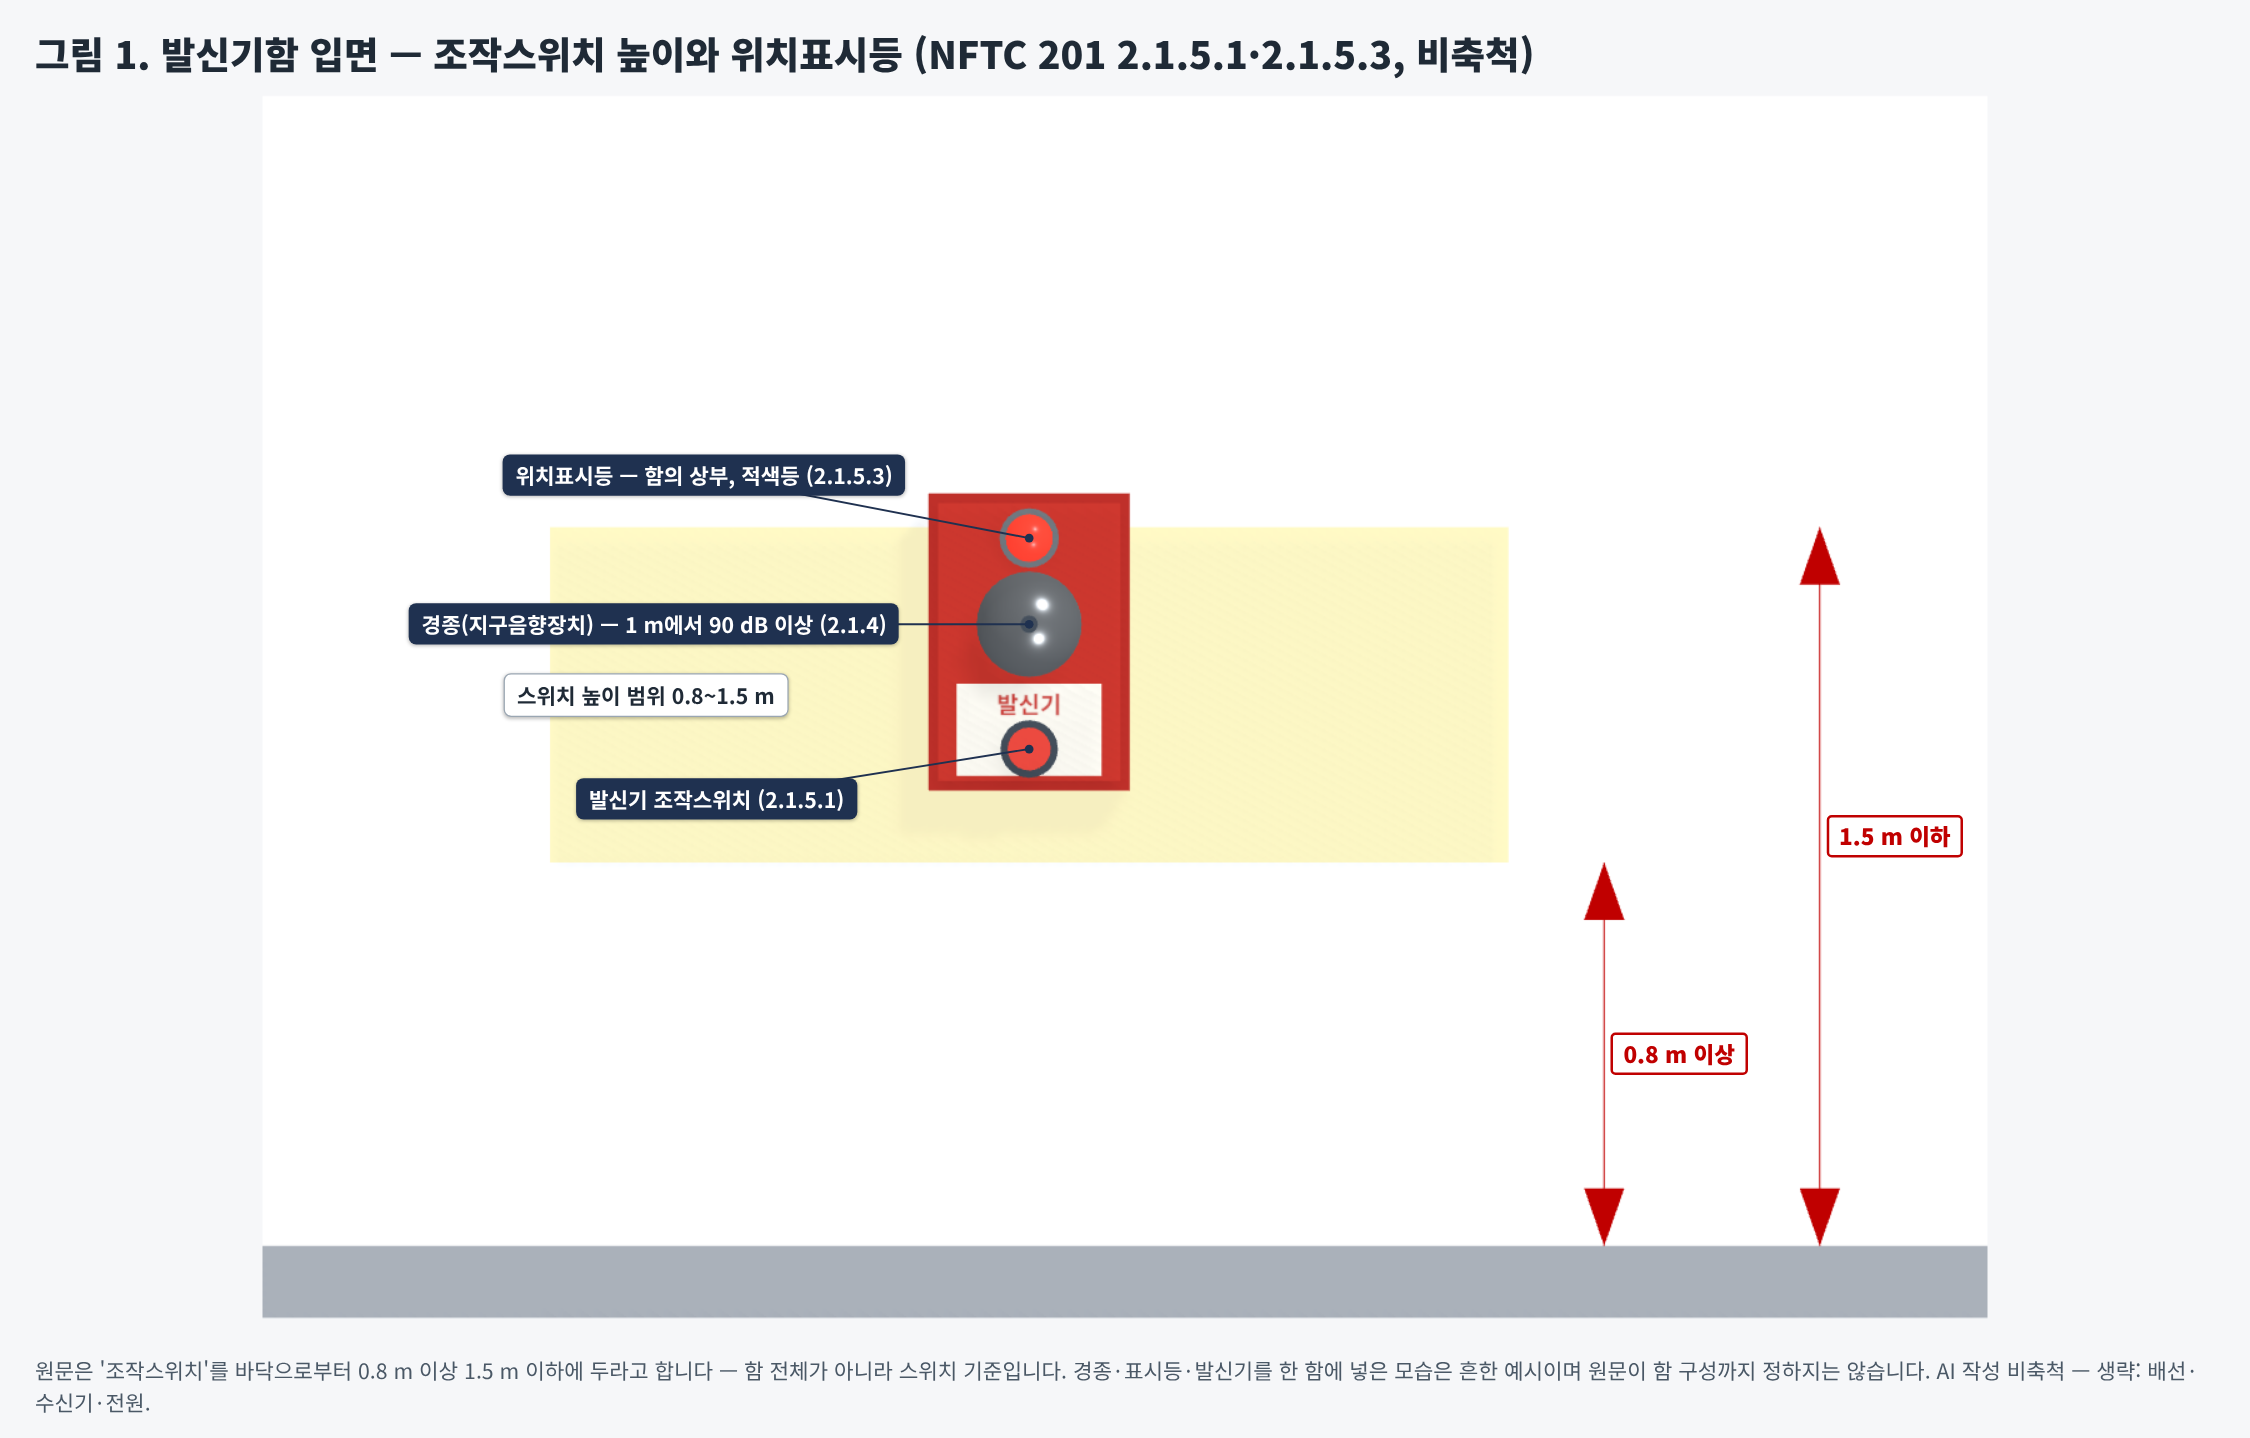 그림 1. 발신기함 입면 — 조작스위치 높이와 위치표시등 (NFTC 201 2.1.5.1·2.1.5.3, 비축척)
위치표시등 — 함의 상부, 적색등 (2.1.5.3)
경종(지구음향장치) — 1 m에서 90 dB 이상 (2.1.4)
스위치 높이 범위 0.8~1.5 m
발신기
발신기 조작스위치 (2.1.5.1)
1.5 m 이하
0.8 m 이상
원문은 '조작스위치'를 바닥으로부터 0.8 m 이상 1.5 m 이하에 두라고 합니다 — 함 전체가 아니라 스위치 기준입니다. 경종·표시등·발신기를 한 함에 넣은 모습은 흔한 예시이며 원문이 함 구성까지 정하지는 않습니다. AI 작성 비축척 — 생략: 배선·
수신기·전원.